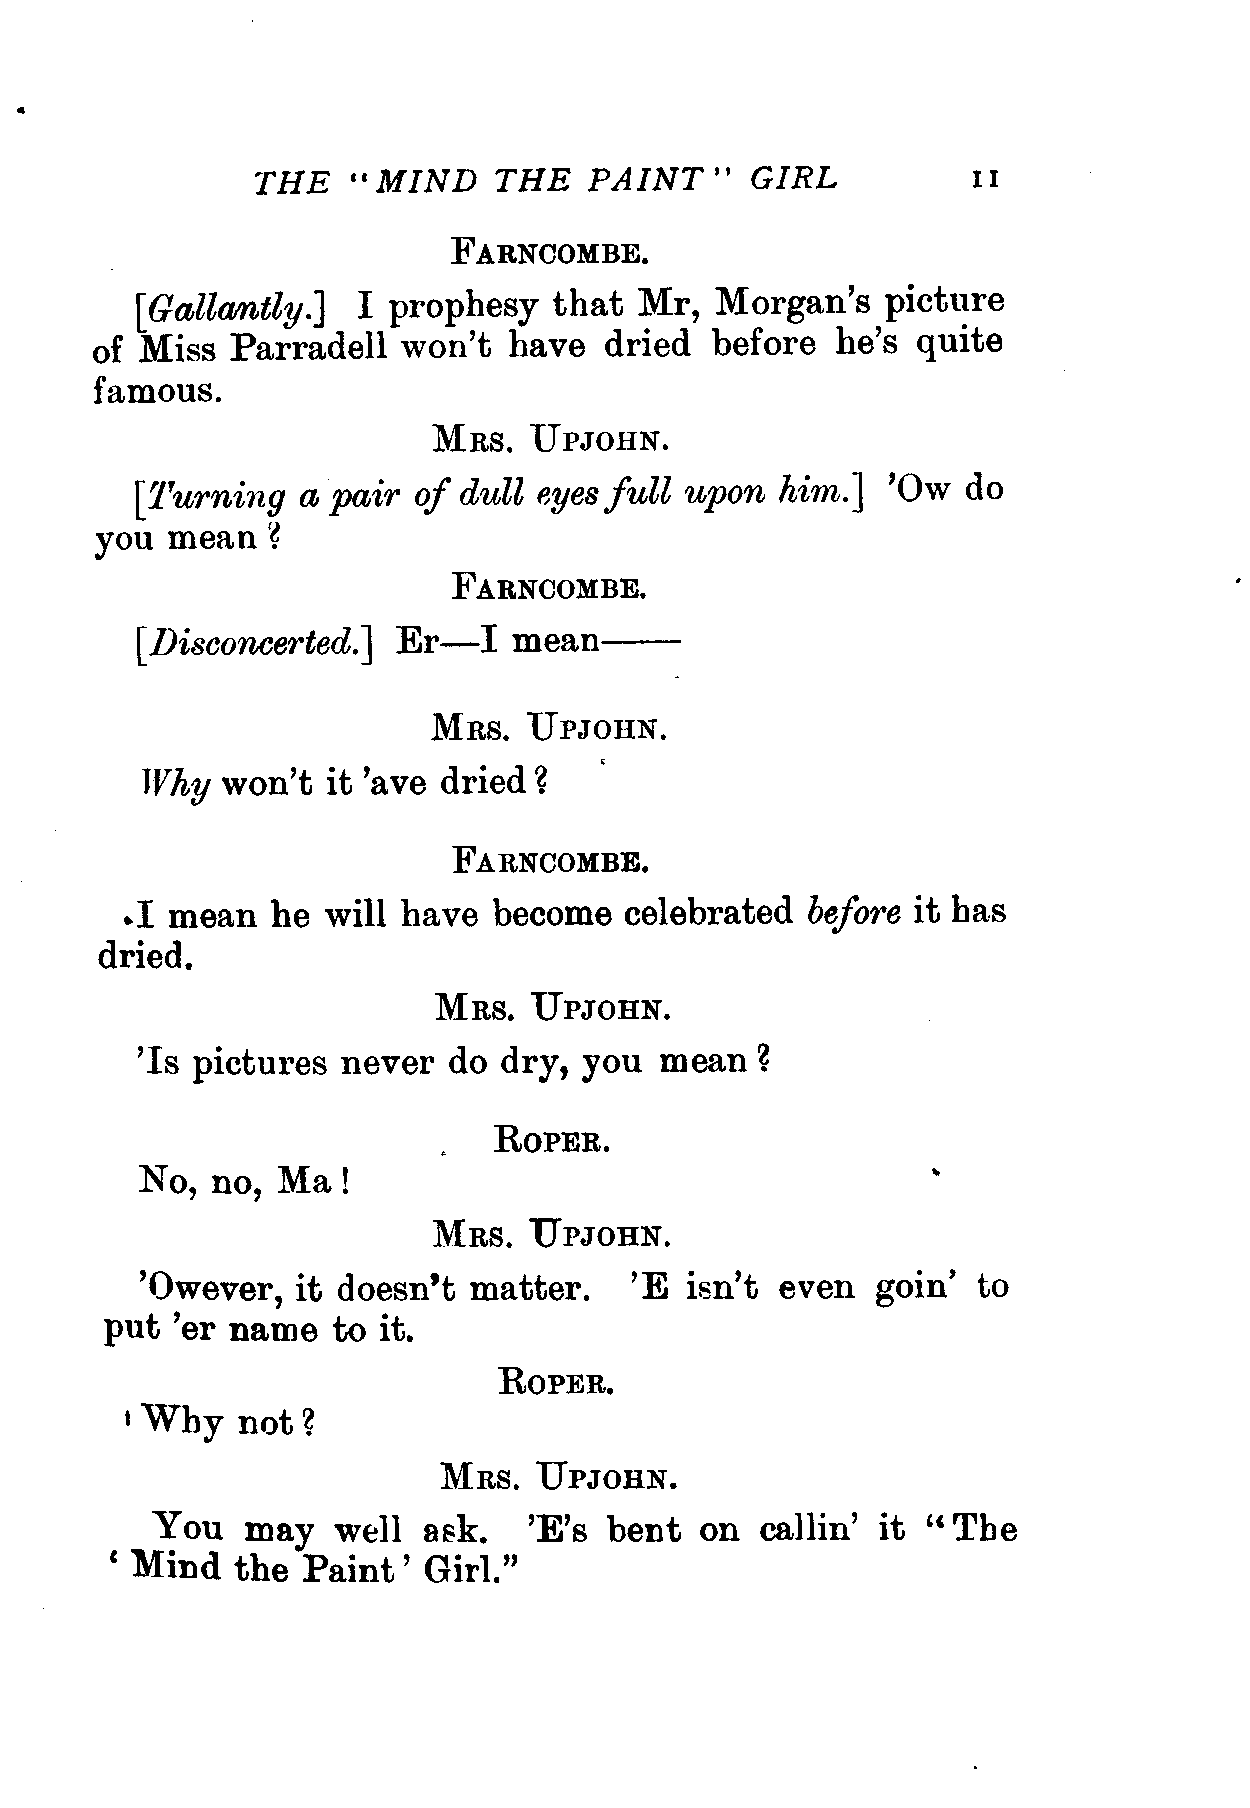 THE "MIND THE PAINT" GIRL 11
FARNCOMBE.
[Gallantly.] I prophesy that Mr, Morgan's picture
of Miss Parradell won't have dried before he's quite
famous.
MRS. UPJOHN.
[Turning a pair of dull eyes full upon him.] 'Ow do
you mean?
FARNCOMBE.
[Disconcerted.] Er—I mean——
MRS. UPJOHN.
Why won't it 'ave dried?
FARNCOMBE.
I mean he will have become celebrated before it has
dried.
MRS. UPJOHN.
'Is pictures never do dry, you mean?
ROPER.
No, no, Ma!
MRS. UPJOHN.
'Owever, it doesn't matter. 'E isn't even goin' to
put 'er name to it.
ROPER.
Why not?
MRS. UPJOHN.
You may well ask. 'E's bent on callin' it "The
'Mind the Paint' Girl."